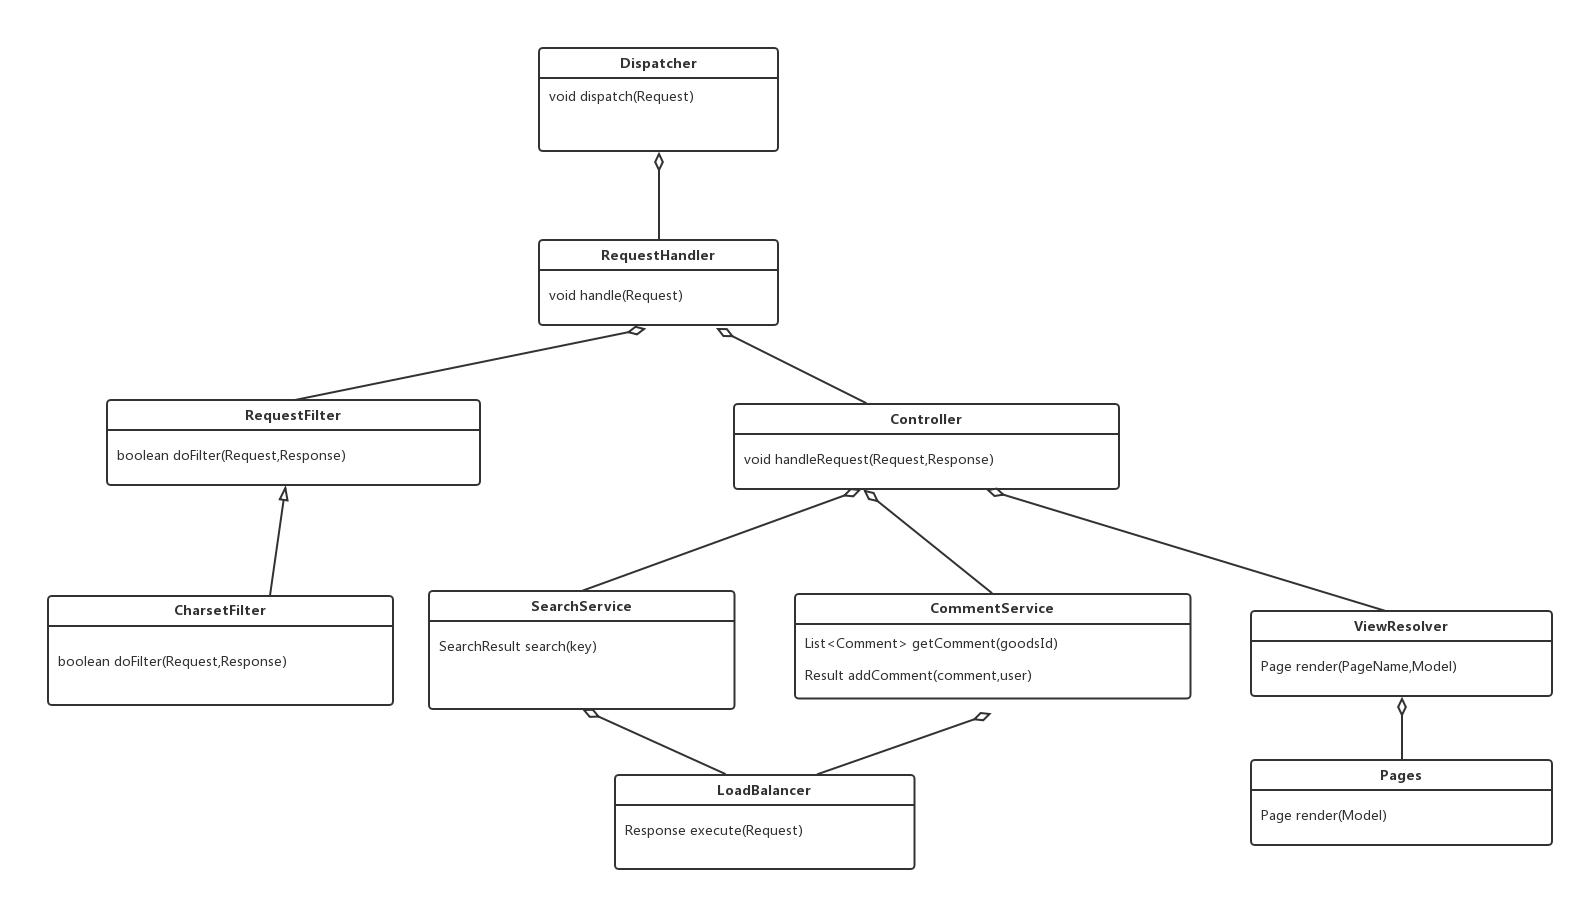 Dispatcher
void dispatch(Request)
RequestHandler
void handle(Request)
RequestFilter
boolean doFilter(Request,Response)
Controller
void handleRequest(Request,Response)
CharsetFilter
boolean doFilter(Request,Response)
SearchService
SearchResult search(key)
CommentService
List<Comment> getComment(goodsId)
Result addComment(comment,user)
ViewResolver
Page render(PageName,Model)
LoadBalancer
Response execute(Request)
Pages
Page render(Model)